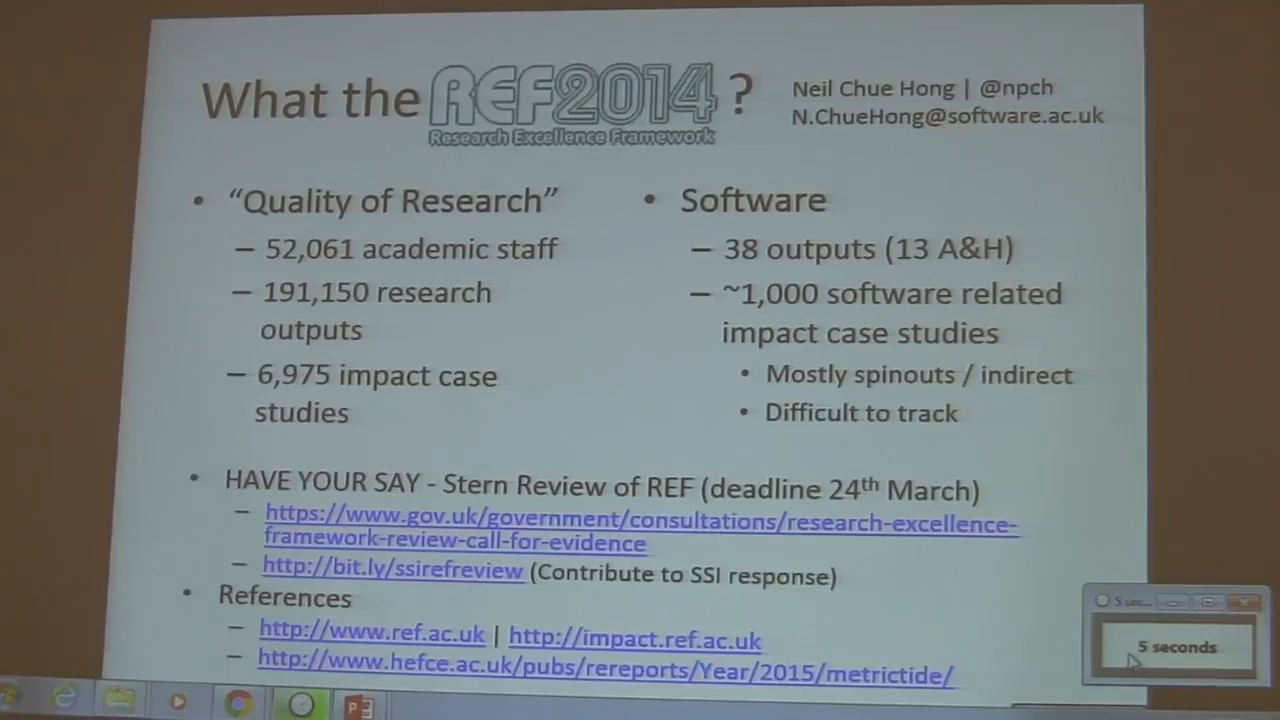 What the REF2014 ?
Research Excellence Framework
Neil Chue Hong | @npch
N.ChueHong@software.ac.uk
• “Quality of Research”
– 52,061 academic staff
– 191,150 research
outputs
– 6,975 impact case
studies
• Software
– 38 outputs (13 A&H)
– ~1,000 software related
impact case studies
• Mostly spinouts / indirect
• Difficult to track
• HAVE YOUR SAY - Stern Review of REF (deadline 24th March)
– https://www.gov.uk/government/consultations/research-excellence-
framework-review-call-for-evidence
– http://bit.ly/ssirefreview (Contribute to SSI response)
• References
– http://www.ref.ac.uk | http://impact.ref.ac.uk
– http://www.hefce.ac.uk/pubs/rereports/Year/2015/metrictide/
5 sec...
5 seconds